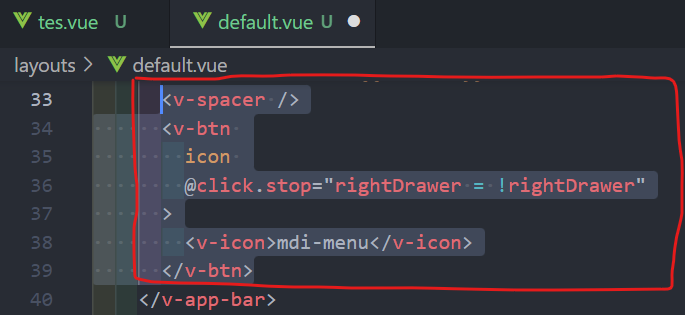 tes.vue U
default.vue U
layouts > default.vue
33 <v-spacer />
34 <v-btn
35 icon
36 @click.stop="rightDrawer = !rightDrawer"
37 >
38 <v-icon>mdi-menu</v-icon>
39 </v-btn>
40 </v-app-bar>